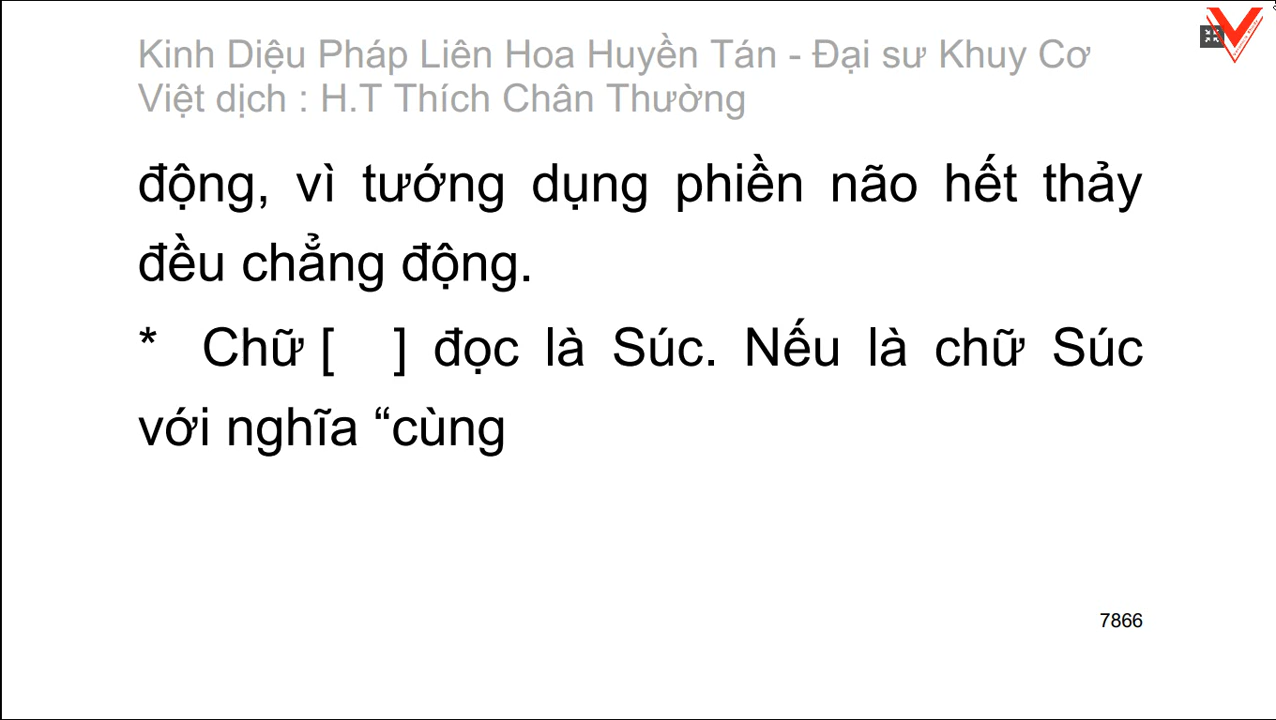 Kinh Diệu Pháp Liên Hoa Huyền Tán - Đại sư Khuy Cơ
Việt dịch : H.T Thích Chân Thường
động, vì tướng dụng phiền não hết thảy
đều chẳng động.
* Chữ [ ] đọc là Súc. Nếu là chữ Súc
với nghĩa “cùng
7866